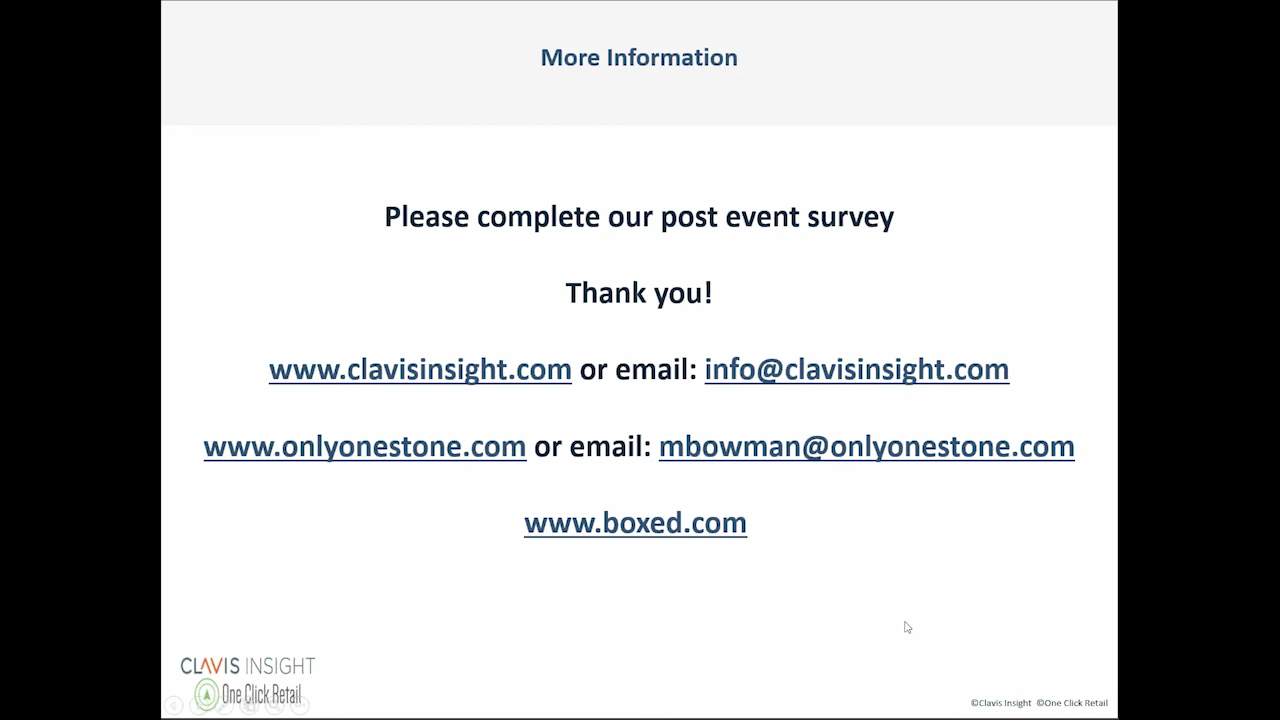 More Information
Please complete our post event survey
Thank you!
www.clavisinsight.com or email: info@clavisinsight.com
www.onlyonestone.com or email: mbowman@onlyonestone.com
www.boxed.com
CLAVIS INSIGHT
One Click Retail
©Clavis Insight ©One Click Retail